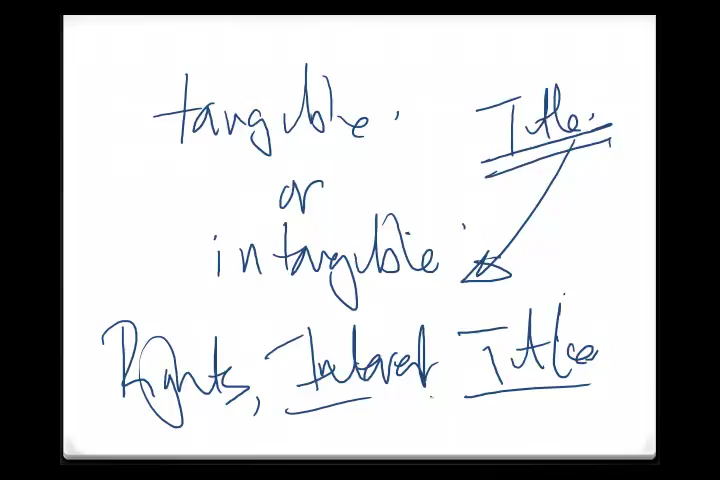 tangible. Title.
or
intangible.
Rights, Interest Title